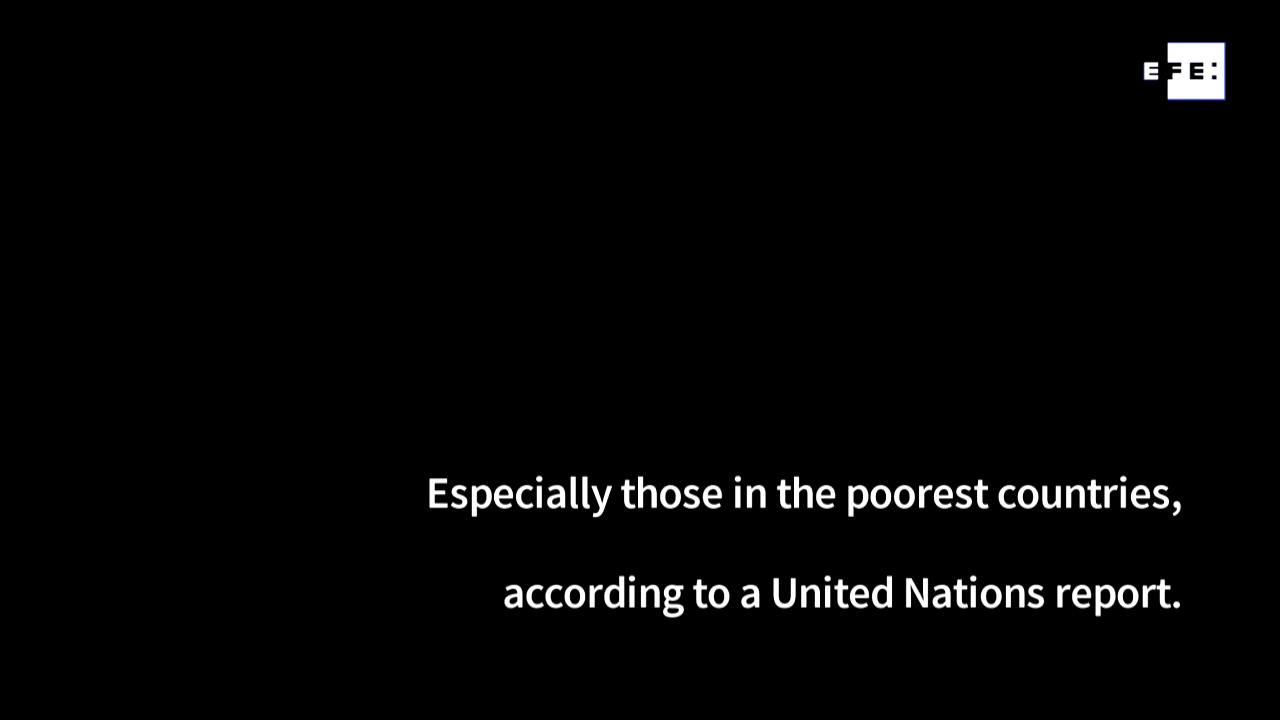 EFE:
Especially those in the poorest countries,
according to a United Nations report.